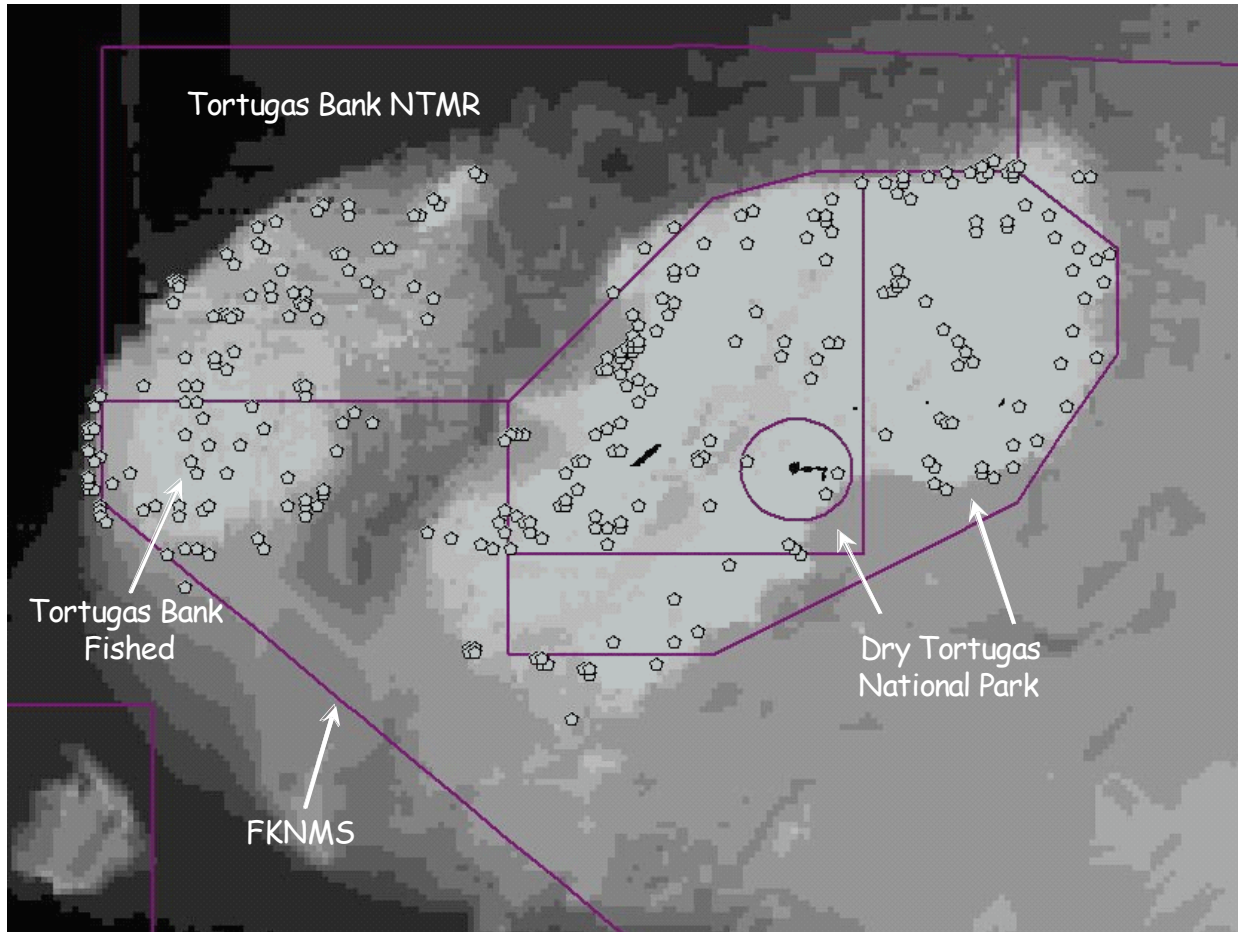 Tortugas Bank NTMR
Tortugas Bank
Fished
Dry Tortugas
National Park
FKNMS